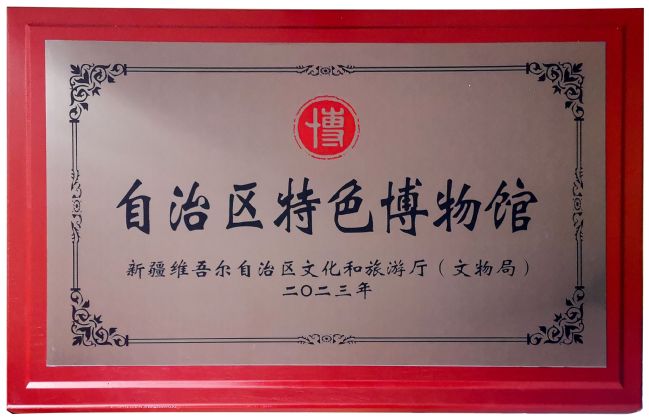 博
自治区特色博物馆
新疆维吾尔自治区文化和旅游厅（文物局）
二〇二三年